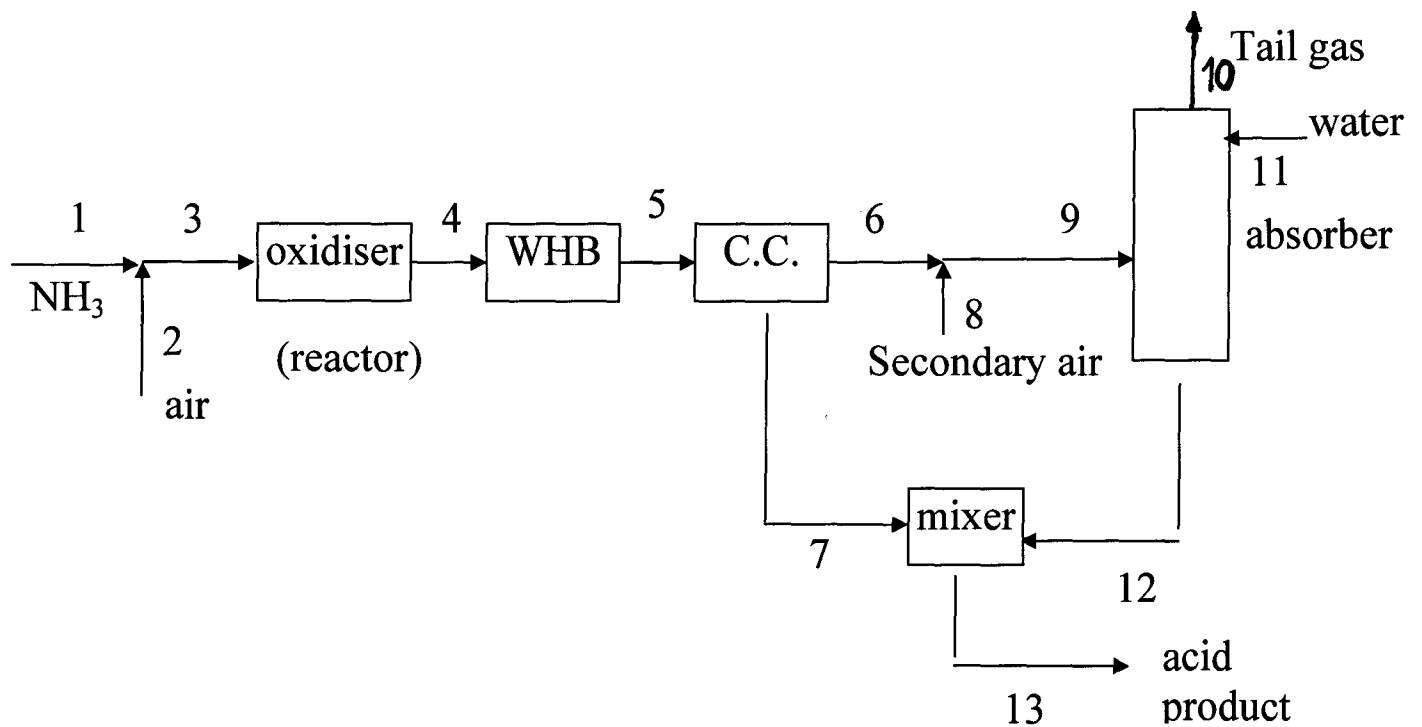 10
Tail gas
water
11
absorber
1
3
4
5
6
9
oxidiser
WHB
C.C.
NH₃
2
(reactor)
air
8
Secondary air
mixer
7
12
acid
product
13